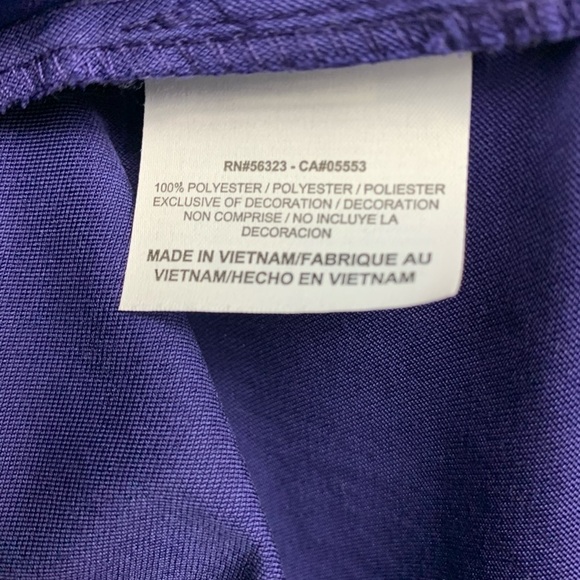 RN#56323 - CA#05553
100% POLYESTER / POLYESTER / POLIESTER
EXCLUSIVE OF DECORATION / DECORATION
NON COMPRISE / NO INCLUYE LA
DECORACION
MADE IN VIETNAM/FABRIQUE AU
VIETNAM/HECHO EN VIETNAM